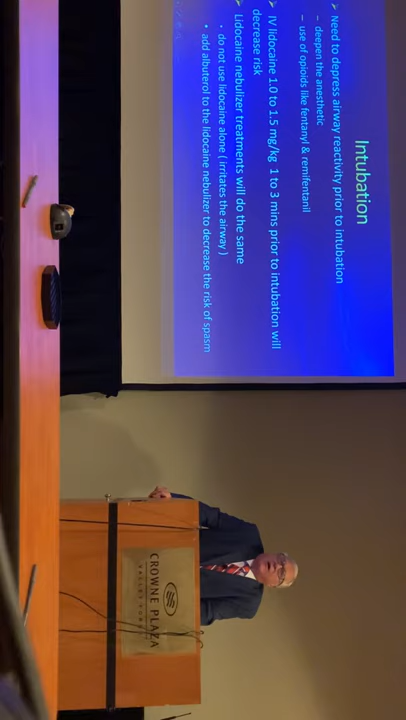 Intubation
Need to depress airway reactivity prior to intubation
– deepen the anesthetic
– use of opioids like fentanyl & remifentanil
IV lidocaine 1.0 to 1.5 mg/kg 1 to 3 mins prior to intubation will
decrease risk
Lidocaine nebulizer treatments will do the same
• do not use lidocaine alone ( irritates the airway )
• add albuterol to the lidocaine nebulizer to decrease the risk of spasm
CROWNE PLAZA
VALLEY FORGE